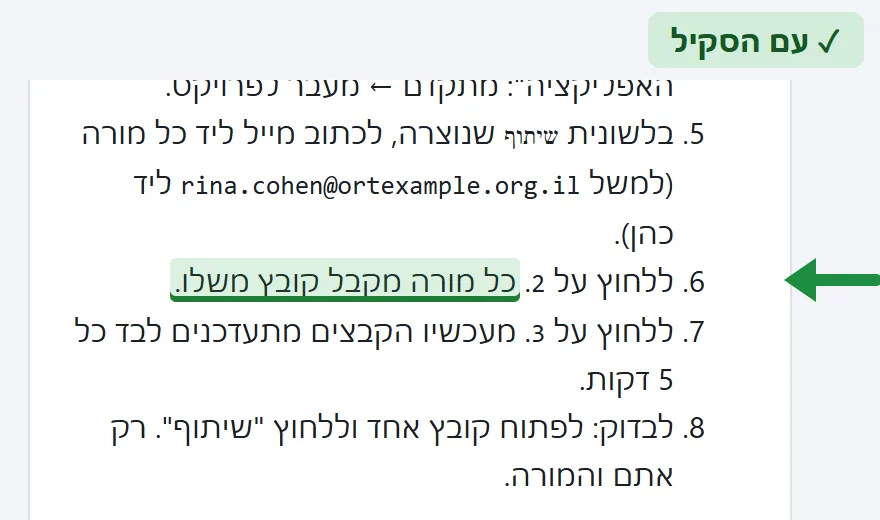 ✓ עם הסקיל
האפליקציה": מתקדם ← מעבר לפרויקט.
5. בלשונית שיתוף שנוצרה, לכתוב מייל ליד כל מורה
(למשל rina.cohen@ortexample.org.il ליד
כהן).
6. ללחוץ על 2. כל מורה מקבל קובץ משלו.
7. ללחוץ על 3. מעכשיו הקבצים מתעדכנים לבד כל
5 דקות.
8. לבדוק: לפתוח קובץ אחד וללחוץ "שיתוף". רק
אתם והמורה.